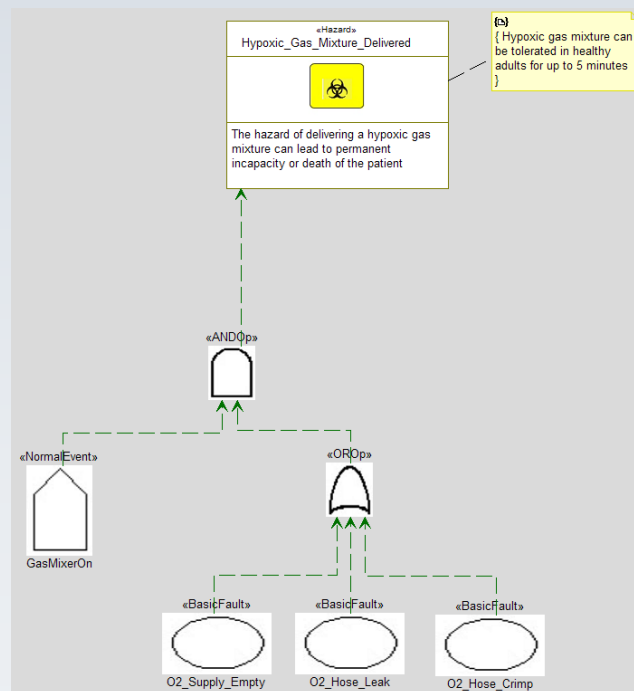 «Hazard»
Hypoxic_Gas_Mixture_Delivered
{ Hypoxic gas mixture can
be tolerated in healthy
adults for up to 5 minutes
}
The hazard of delivering a hypoxic gas
mixture can lead to permanent
incapacity or death of the patient
«ANDOp»
«NormalEvent»
GasMixerOn
«OROp»
«BasicFault»
O2_Supply_Empty
«BasicFault»
O2_Hose_Leak
«BasicFault»
O2_Hose_Crimp